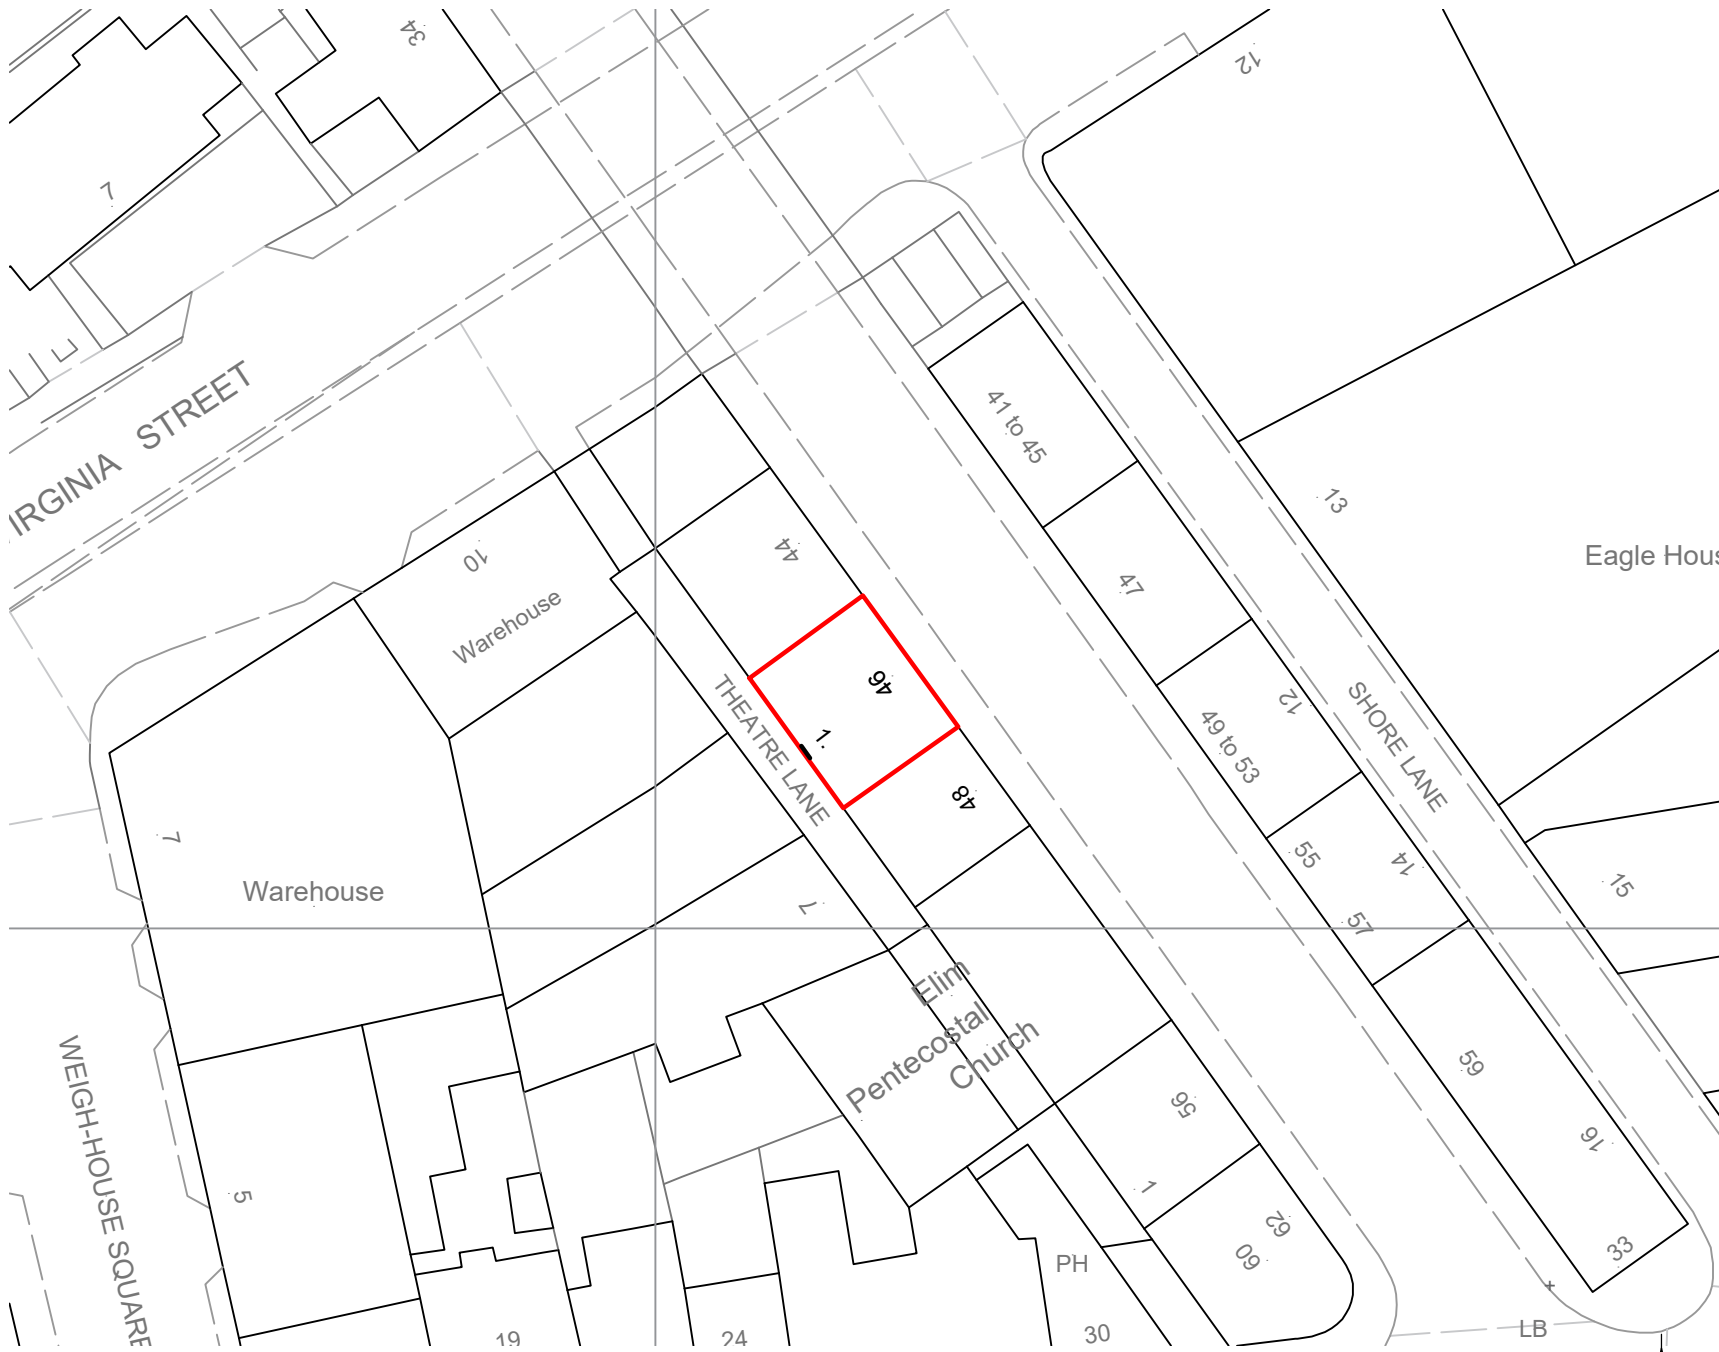 34
12
7
VIRGINIA STREET
41 to 45
13
Eagle Hous
10
44
Warehouse
47
46
THEATRE LANE
1.
12
SHORE LANE
49 to 53
48
7
Warehouse
55
14
15
7
57
Elim
Pentecostal
Church
WEIGH-HOUSE SQUARE
59
56
16
5
1
62
60
PH
33
19
24
30
LB